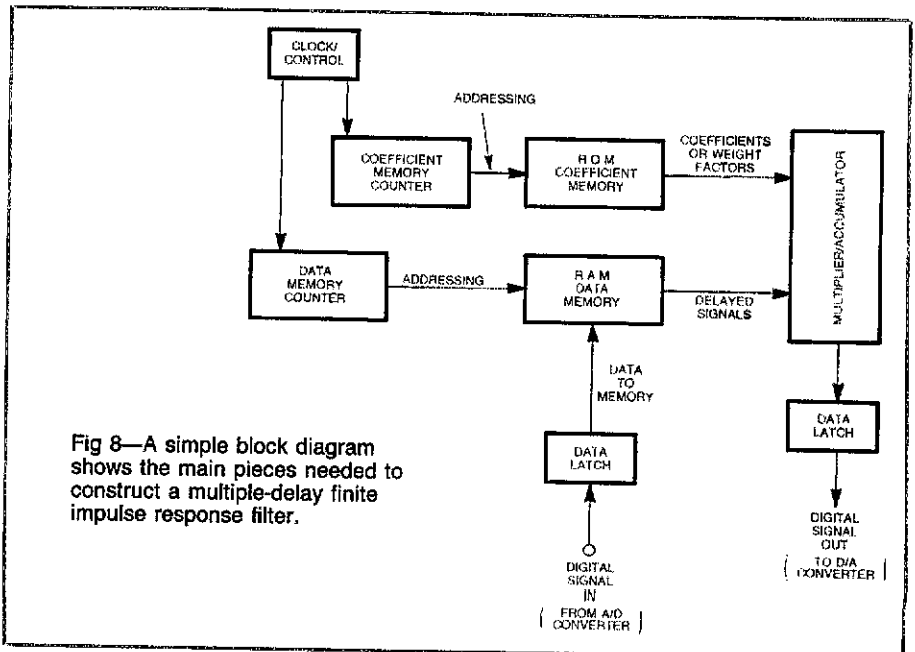 CLOCK/
CONTROL
ADDRESSING
COEFFICIENT
MEMORY
COUNTER
R O M
COEFFICIENT
MEMORY
COEFFICIENTS
OR WEIGHT
FACTORS
MULTIPLIER/ACCUMULATOR
DATA
MEMORY
COUNTER
ADDRESSING
R A M
DATA
MEMORY
DELAYED
SIGNALS
DATA
TO
MEMORY
DATA
LATCH
DATA
LATCH
DIGITAL
SIGNAL
IN
( FROM A/D
CONVERTER )
DIGITAL
SIGNAL
OUT
( TO D/A
CONVERTER )
Fig 8—A simple block diagram
shows the main pieces needed to
construct a multiple-delay finite
impulse response filter.